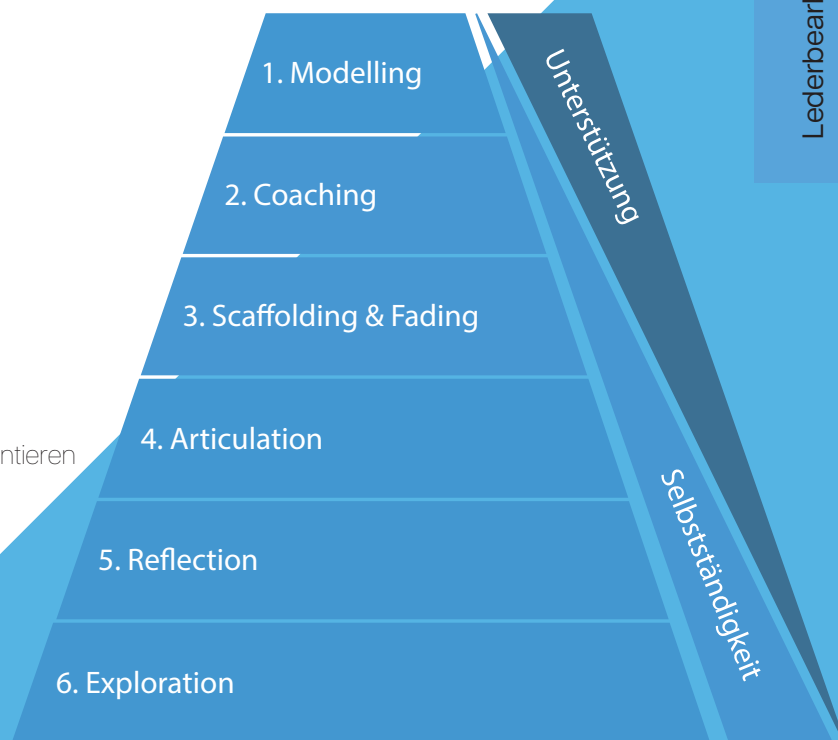 1. Modelling
2. Coaching
3. Scaffolding & Fading
4. Articulation
5. Reflection
6. Exploration
Unterstützung
Selbstständigkeit